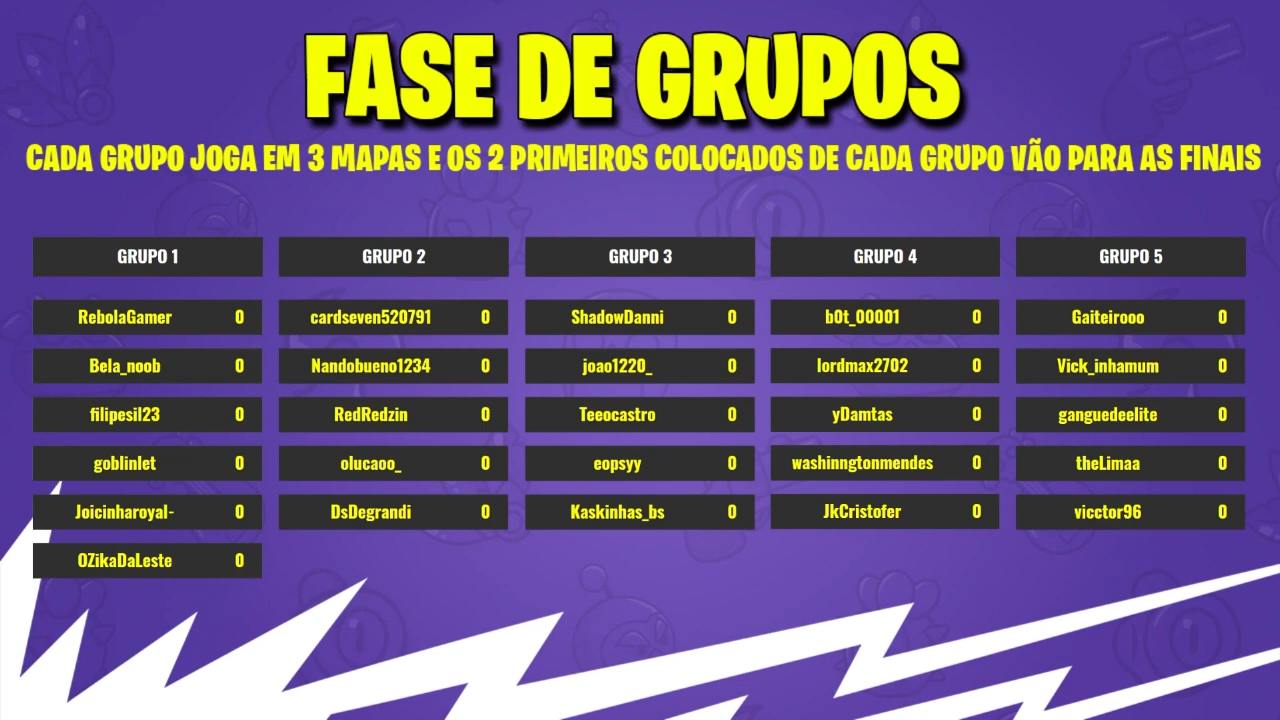 FASE DE GRUPOS
CADA GRUPO JOGA EM 3 MAPAS E OS 2 PRIMEIROS COLOCADOS DE CADA GRUPO VÃO PARA AS FINAIS
GRUPO 1
RebolaGamer 0
Bela_noob 0
filipesil23 0
goblinlet 0
Joicinharoyal- 0
OZikaDaLeste 0
GRUPO 2
cardseven520791 0
Nandobueno1234 0
RedRedzin 0
olucaoo_ 0
DsDegrandi 0
GRUPO 3
ShadowDanni 0
joao1220_ 0
Teeocastro 0
eopsyy 0
Kaskinhas_bs 0
GRUPO 4
b0t_00001 0
lordmax2702 0
yDamtas 0
washinngtonmendes 0
JkCristofer 0
GRUPO 5
Gaiteirooo 0
Vick_inhamum 0
ganguedeelite 0
theLimaa 0
vicctor96 0